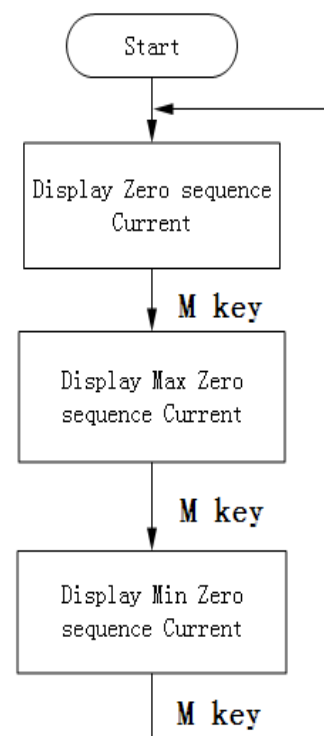 Start
Display Zero sequence
Current
M key
Display Max Zero
sequence Current
M key
Display Min Zero
sequence Current
M key